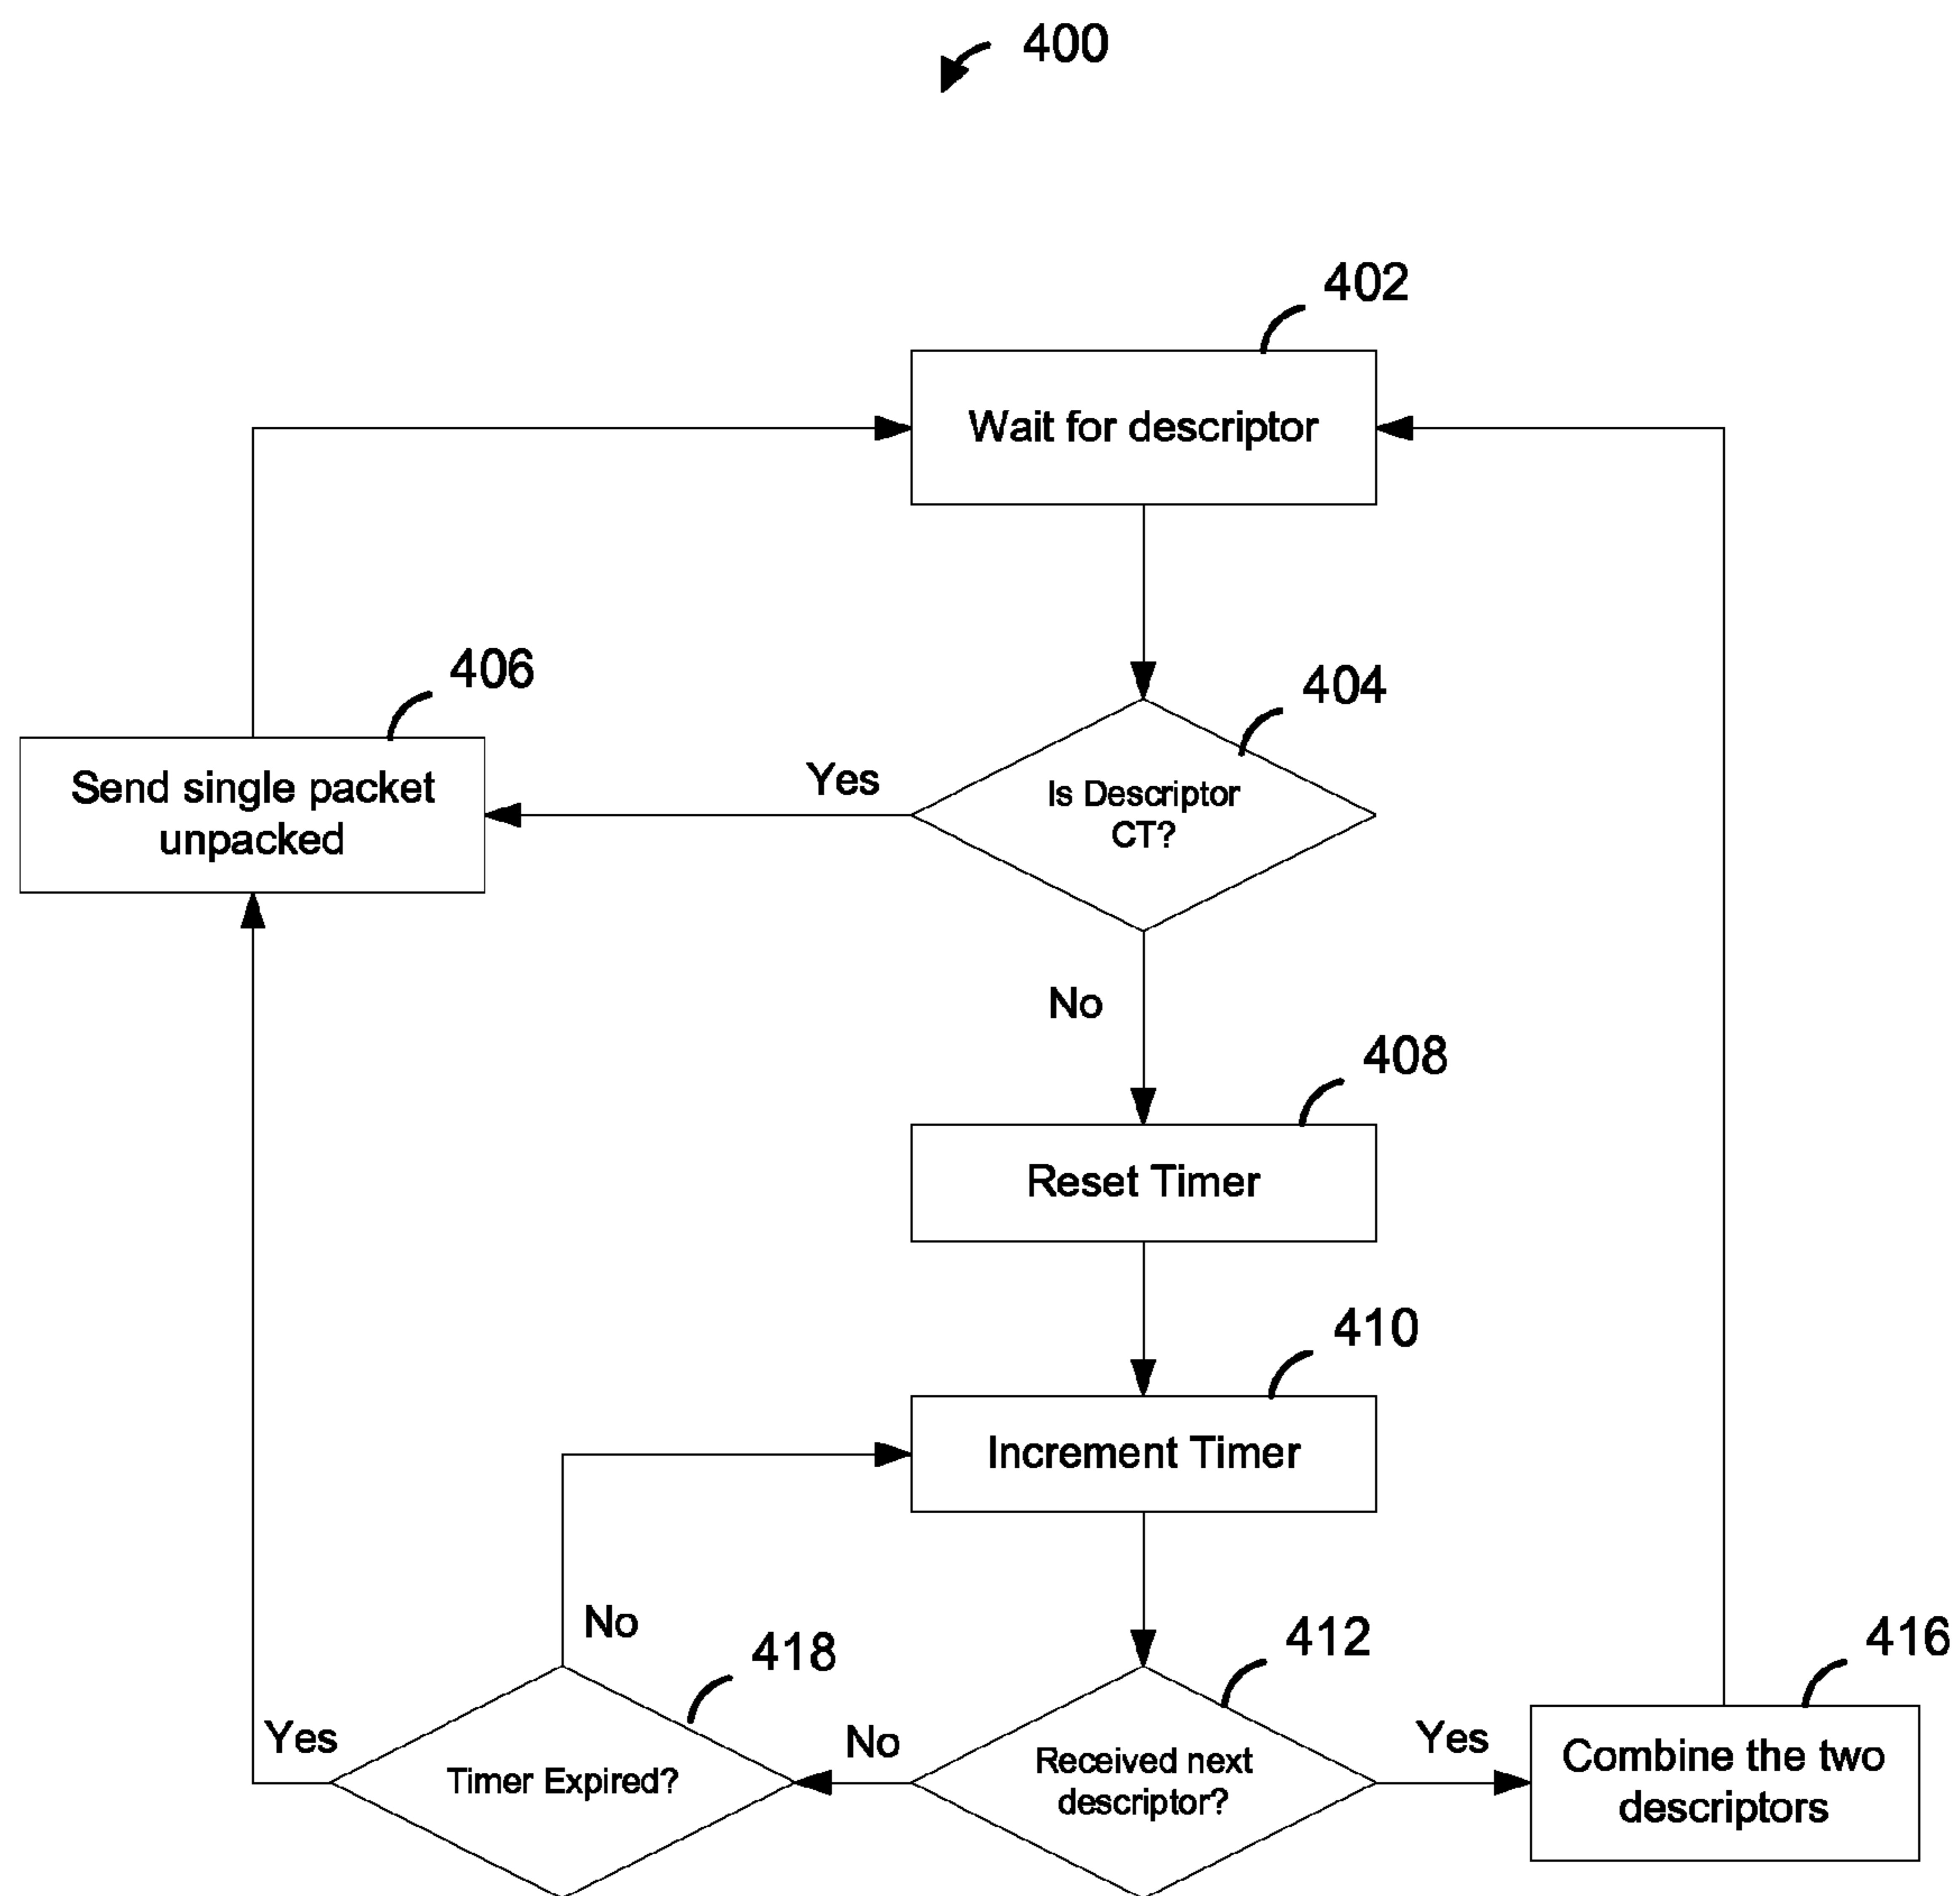 400
402
Wait for descriptor
406
404
Send single packet
unpacked
Yes
Is Descriptor
CT?
No
408
Reset Timer
410
Increment Timer
No
418
412
416
Yes
Timer Expired?
No
Received next
descriptor?
Yes
Combine the two
descriptors